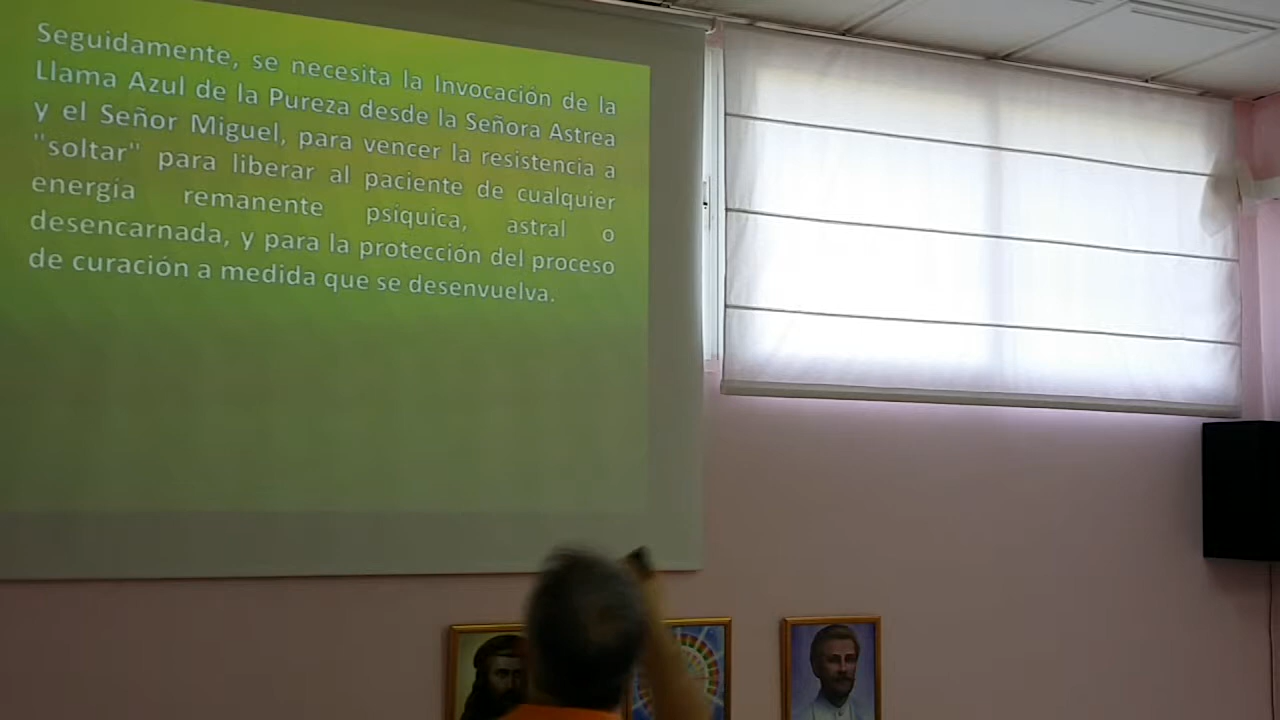 Seguidamente, se necesita la Invocación de la
Llama Azul de la Pureza desde la Señora Astrea
y el Señor Miguel, para vencer la resistencia a
"soltar" para liberar al paciente de cualquier
energía remanente psíquica, astral o
desencarnada, y para la protección del proceso
de curación a medida que se desenvuelva.